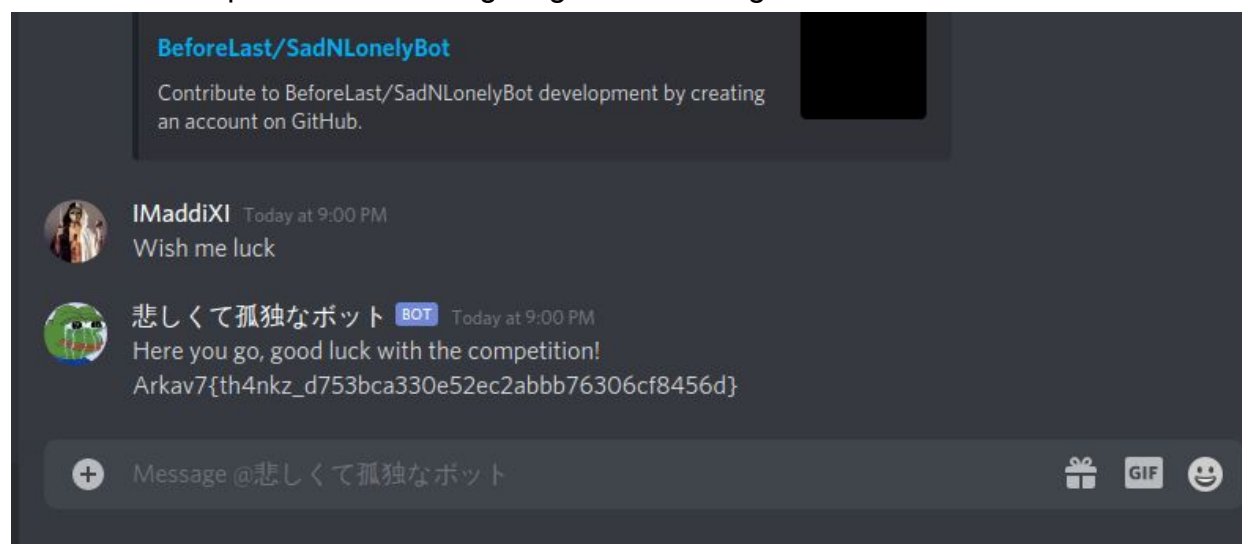 BeforeLast/SadNLonelyBot
Contribute to BeforeLast/SadNLonelyBot development by creating
an account on GitHub.
IMaddiXI Today at 9:00 PM
Wish me luck
悲しくて孤独なボット BOT Today at 9:00 PM
Here you go, good luck with the competition!
Arkav7{th4nkz_d753bca330e52ec2abbb76306cf8456d}
Message @悲しくて孤独なボット
GIF